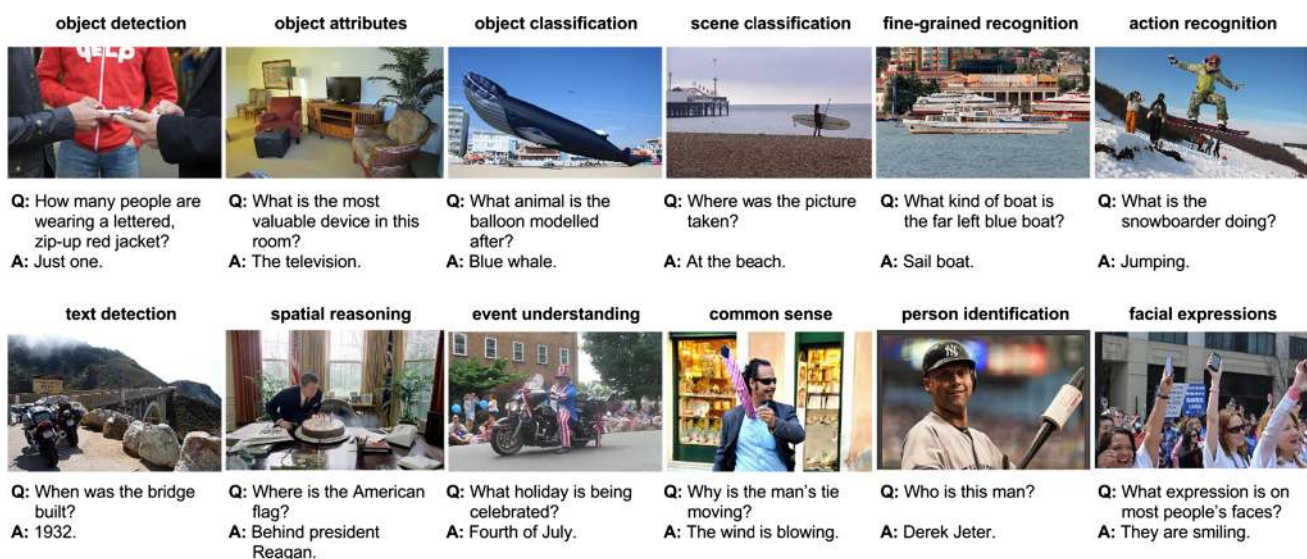 object detection
object attributes
object classification
scene classification
fine-grained recognition
action recognition
Q: How many people are
wearing a lettered,
zip-up red jacket?
A: Just one.
Q: What is the most
valuable device in this
room?
A: The television.
Q: What animal is the
balloon modelled
after?
A: Blue whale.
Q: Where was the picture
taken?
A: At the beach.
Q: What kind of boat is
the far left blue boat?
A: Sail boat.
Q: What is the
snowboarder doing?
A: Jumping.
text detection
spatial reasoning
event understanding
common sense
person identification
facial expressions
Q: When was the bridge
built?
A: 1932.
Q: Where is the American
flag?
A: Behind president
Reagan.
Q: What holiday is being
celebrated?
A: Fourth of July.
Q: Why is the man's tie
moving?
A: The wind is blowing.
Q: Who is this man?
A: Derek Jeter.
Q: What expression is on
most people's faces?
A: They are smiling.